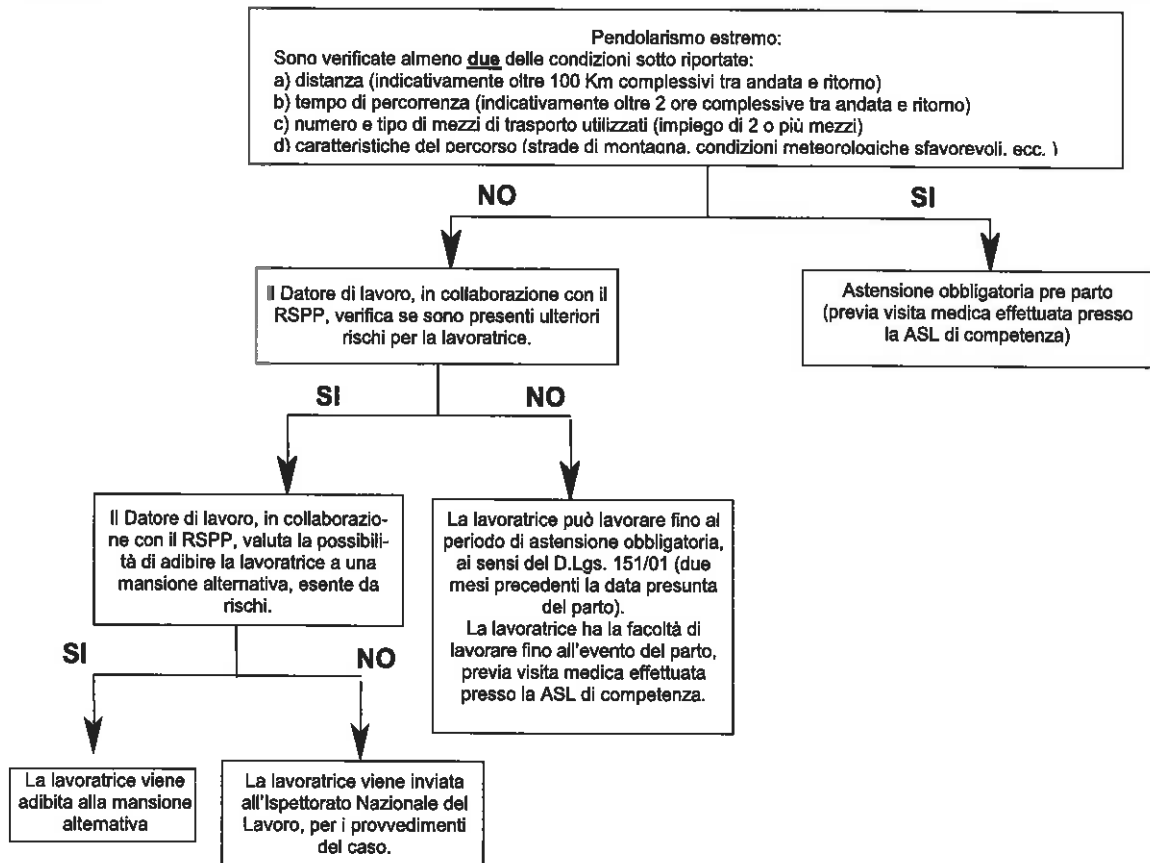 Pendolarismo estremo:
Sono verificate almeno due delle condizioni sotto riportate:
a) distanza (indicativamente oltre 100 Km complessivi tra andata e ritorno)
b) tempo di percorrenza (indicativamente oltre 2 ore complessive tra andata e ritorno)
c) numero e tipo di mezzi di trasporto utilizzati (impiego di 2 o più mezzi)
d) caratteristiche del percorso (strade di montagna, condizioni meteorologiche sfavorevoli, ecc. )
NO
SI
Il Datore di lavoro, in collaborazione con il
RSPP, verifica se sono presenti ulteriori
rischi per la lavoratrice.
Astensione obbligatoria pre parto
(previa visita medica effettuata presso
la ASL di competenza)
SI
NO
Il Datore di lavoro, in collaborazio-
ne con il RSPP, valuta la possibili-
tà di adibire la lavoratrice a una
mansione alternativa, esente da
rischi.
La lavoratrice può lavorare fino al
periodo di astensione obbligatoria,
ai sensi del D.Lgs. 151/01 (due
mesi precedenti la data presunta
del parto).
La lavoratrice ha la facoltà di
lavorare fino all'evento del parto,
previa visita medica effettuata
presso la ASL di competenza.
SI
NO
La lavoratrice viene
adibita alla mansione
alternativa
La lavoratrice viene inviata
all'Ispettorato Nazionale del
Lavoro, per i provvedimenti
del caso.